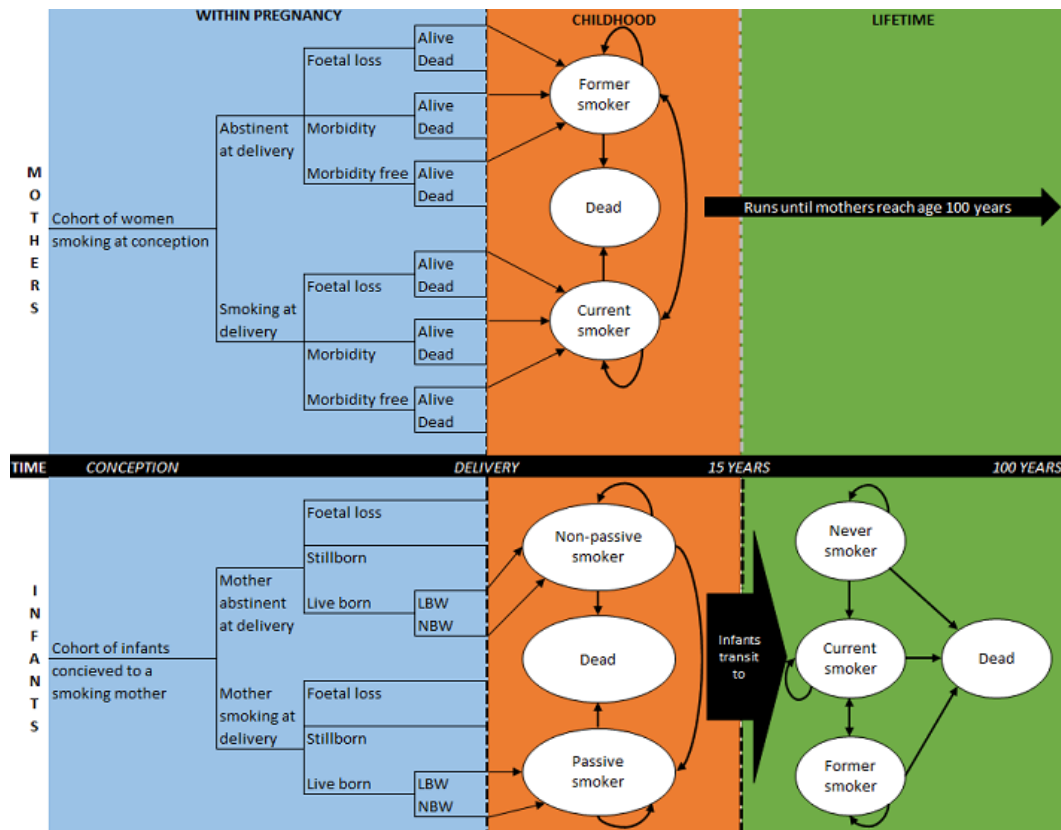 WITHIN PREGNANCY
CHILDHOOD
LIFETIME
MOTHERS
Cohort of women
smoking at conception
Abstinent
at delivery
Foetal loss
Alive
Dead
Morbidity
Alive
Dead
Morbidity free
Alive
Dead
Smoking at
delivery
Foetal loss
Alive
Dead
Morbidity
Alive
Dead
Morbidity free
Alive
Dead
Former
smoker
Dead
Current
smoker
Runs until mothers reach age 100 years
TIME
CONCEPTION
DELIVERY
15 YEARS
100 YEARS
INFANTS
Cohort of infants
concieved to a
smoking mother
Mother
abstinent
at delivery
Foetal loss
Stillborn
Live born
LBW
NBW
Mother
smoking at
delivery
Foetal loss
Stillborn
Live born
LBW
NBW
Non-passive
smoker
Dead
Passive
smoker
Infants
transit
to
Never
smoker
Current
smoker
Former
smoker
Dead